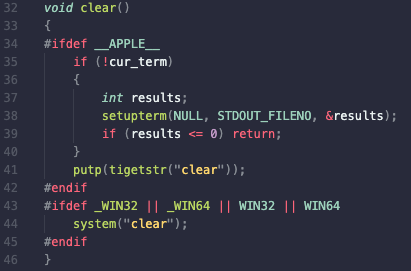 32 void clear()
33 {
34 #ifdef __APPLE__
35     if (!cur_term)
36     {
37         int results;
38         setupterm(NULL, STDOUT_FILENO, &results);
39         if (results <= 0) return;
40     }
41     putp(tigetstr("clear"));
42 #endif
43 #ifdef _WIN32 || _WIN64 || WIN32 || WIN64
44     system("clear");
45 #endif
46 }